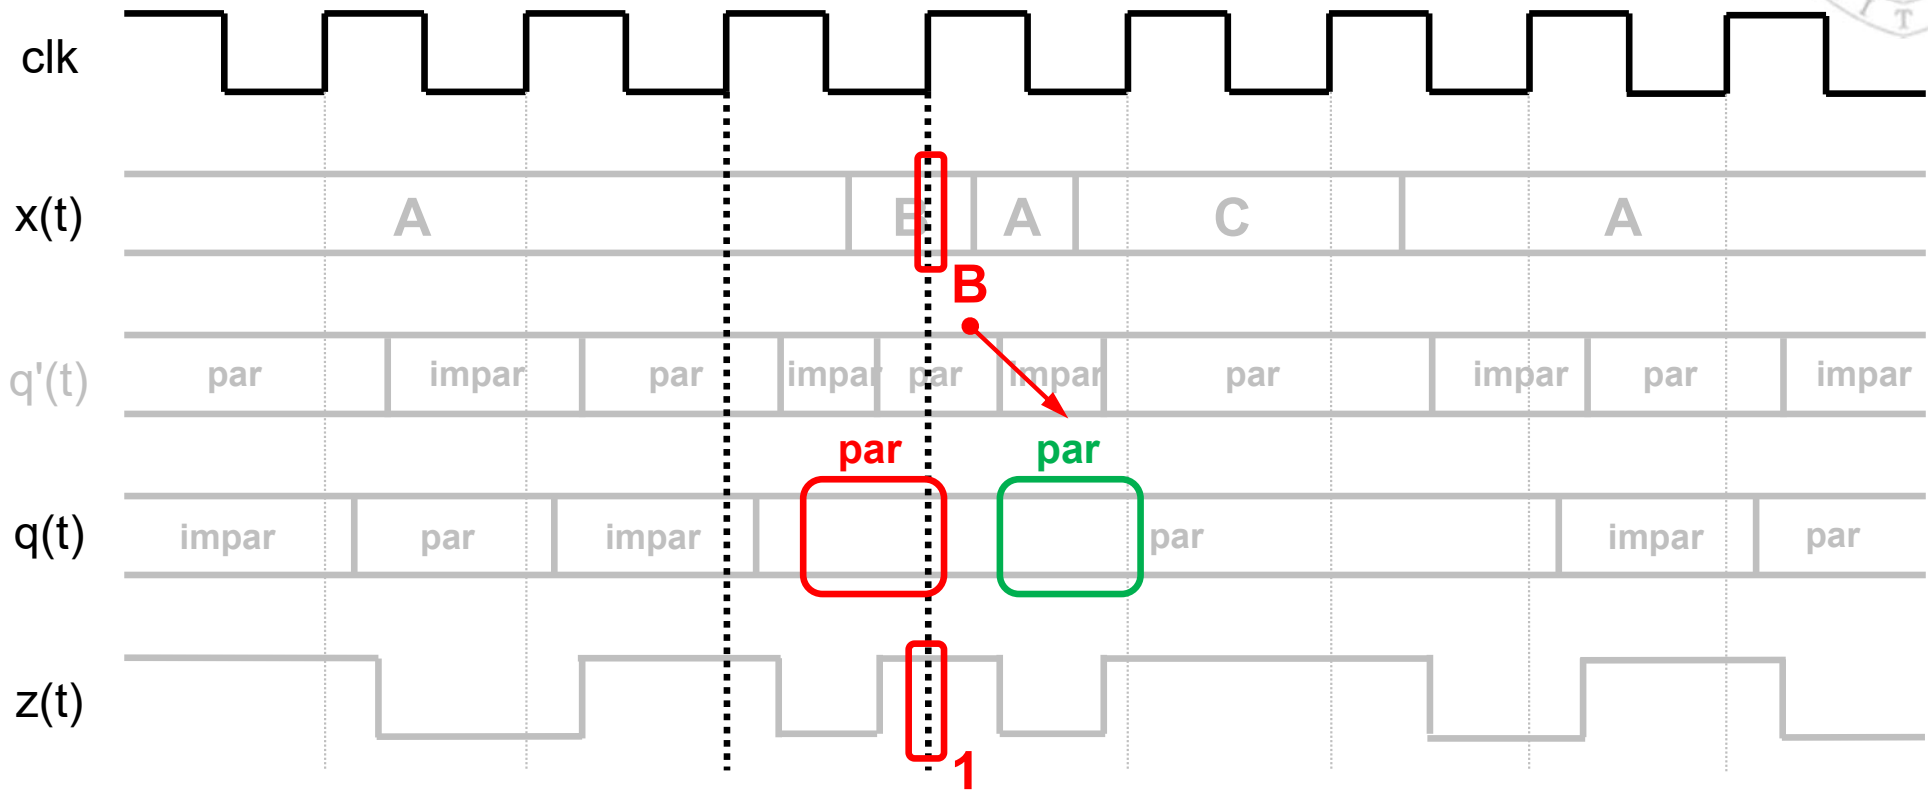 clk
x(t) A B A C A
B
q'(t) par impar par impar par impar par impar par impar
par par
q(t) impar par impar par impar par
z(t)
1
T